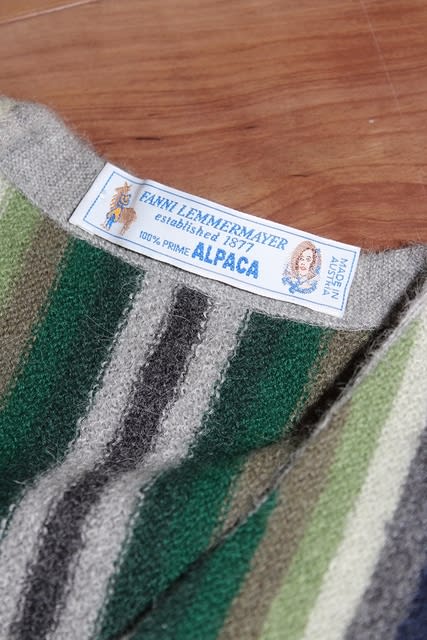 FANNI LEMMERMAYER
established 1877
100% PRIME ALPACA
MADE IN
AUSTRIA